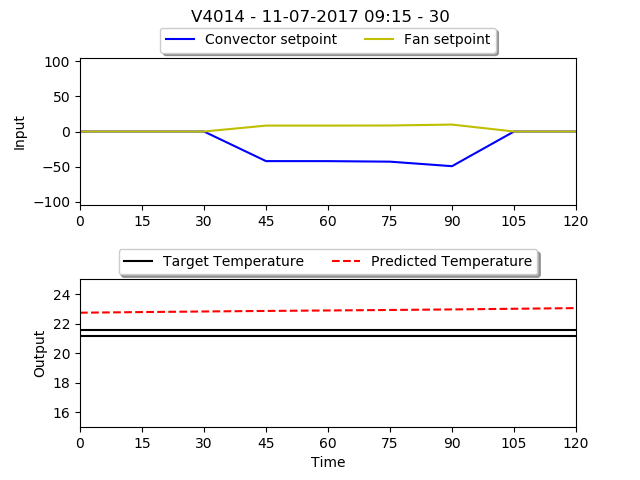 V4014 - 11-07-2017 09:15 - 30
Convector setpoint Fan setpoint
100
50
0
−50
−100
Input
0 15 30 45 60 75 90 105 120
Target Temperature Predicted Temperature
24
22
20
18
16
Output
0 15 30 45 60 75 90 105 120
Time